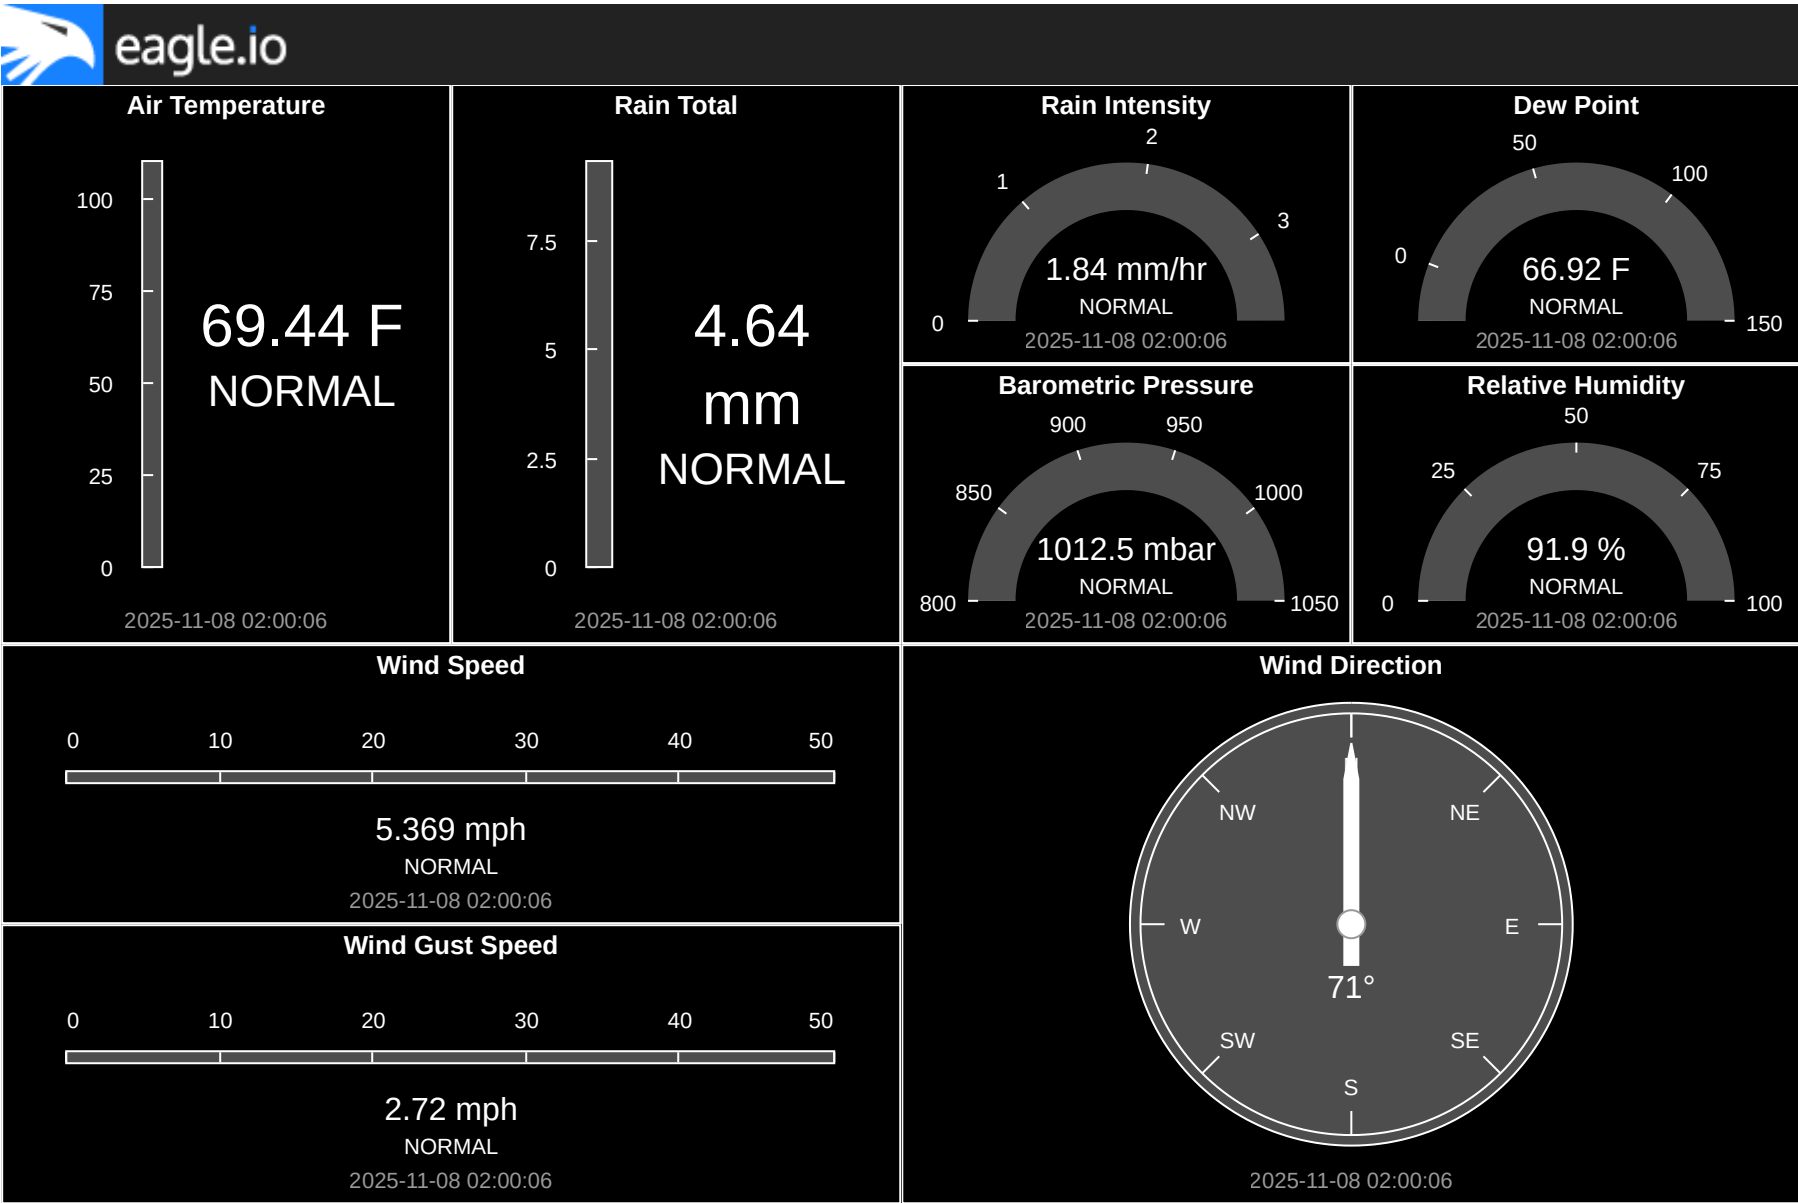 eagle.io
Air Temperature
100
75
50
25
0
69.44 F
NORMAL
2025-11-08 02:00:06
Rain Total
7.5
5
2.5
0
4.64
mm
NORMAL
2025-11-08 02:00:06
Rain Intensity
0
1
2
3
1.84 mm/hr
NORMAL
2025-11-08 02:00:06
Dew Point
0
50
100
150
66.92 F
NORMAL
2025-11-08 02:00:06
Barometric Pressure
800
850
900
950
1000
1050
1012.5 mbar
NORMAL
2025-11-08 02:00:06
Relative Humidity
0
25
50
75
100
91.9 %
NORMAL
2025-11-08 02:00:06
Wind Speed
0 10 20 30 40 50
5.369 mph
NORMAL
2025-11-08 02:00:06
Wind Gust Speed
0 10 20 30 40 50
2.72 mph
NORMAL
2025-11-08 02:00:06
Wind Direction
NW NE
W E
71°
SW SE
S
2025-11-08 02:00:06